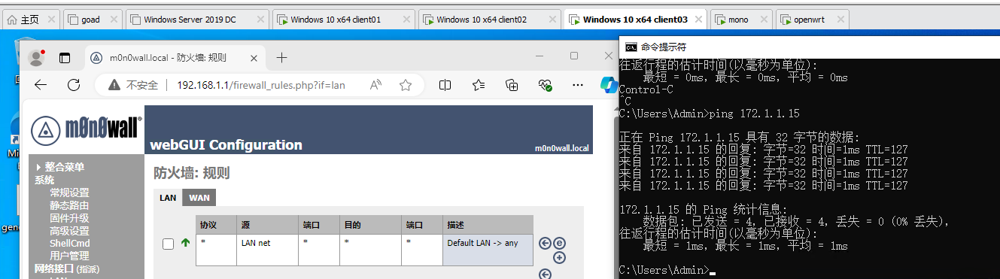 主页 goad Windows Server 2019 DC Windows 10 x64 client01 Windows 10 x64 client02 Windows 10 x64 client03 mono openwrt
m0n0wall.local - 防火墙: 规则
不安全 192.168.1.1/firewall_rules.php?if=lan
m0n0wall
webGUI Configuration
m0n0wall.local
整合菜单
系统
常规设置
静态路由
固件升级
高级设置
ShellCmd
用户管理
网络接口 (指派)
防火墙: 规则
LAN WAN
协议 源 端口 目的 端口 描述
* LAN net * * * Default LAN -> any
命令提示符
往返行程的估计时间(以毫秒为单位):
最短 = 0ms，最长 = 0ms，平均 = 0ms
Control-C
^C
C:\Users\Admin>ping 172.1.1.15
正在 Ping 172.1.1.15 具有 32 字节的数据:
来自 172.1.1.15 的回复: 字节=32 时间=1ms TTL=127
来自 172.1.1.15 的回复: 字节=32 时间=1ms TTL=127
来自 172.1.1.15 的回复: 字节=32 时间=1ms TTL=127
来自 172.1.1.15 的回复: 字节=32 时间=1ms TTL=127
172.1.1.15 的 Ping 统计信息:
数据包: 已发送 = 4，已接收 = 4，丢失 = 0 (0% 丢失)，
往返行程的估计时间(以毫秒为单位):
最短 = 1ms，最长 = 1ms，平均 = 1ms
C:\Users\Admin>